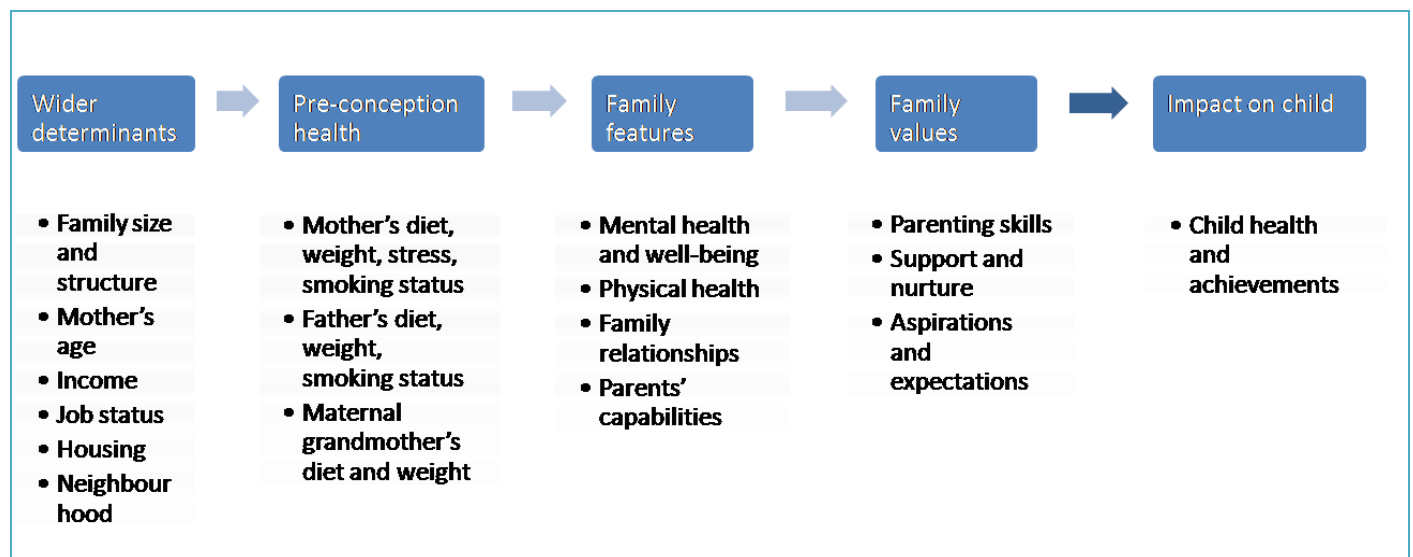 Wider
determinants
Pre-conception
health
Family
features
Family
values
Impact on child
• Family size
and
structure
• Mother's
age
• Income
• Job status
• Housing
• Neighbour
hood
• Mother's diet,
weight, stress,
smoking status
• Father's diet,
weight,
smoking status
• Maternal
grandmother's
diet and weight
• Mental health
and well-being
• Physical health
• Family
relationships
• Parents'
capabilities
• Parenting skills
• Support and
nurture
• Aspirations
and
expectations
• Child health
and
achievements